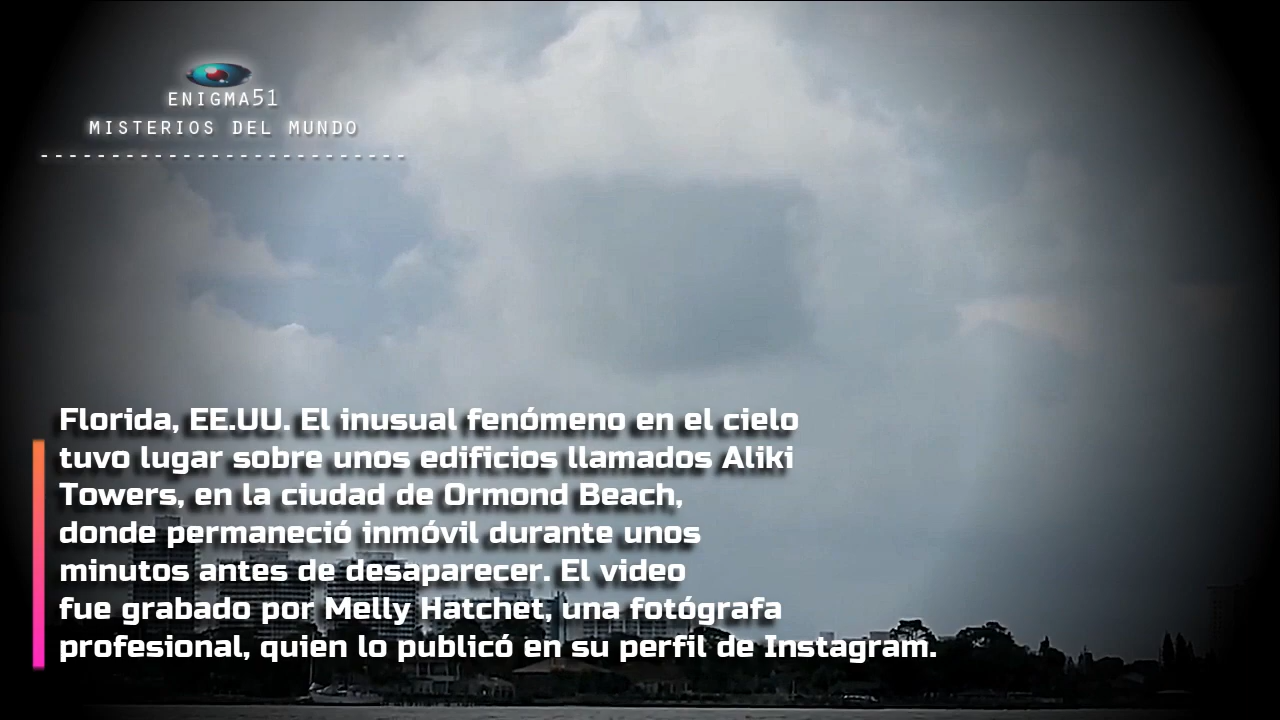 ENIGMA51
MISTERIOS DEL MUNDO
Florida, EE.UU. El inusual fenómeno en el cielo
tuvo lugar sobre unos edificios llamados Aliki
Towers, en la ciudad de Ormond Beach,
donde permaneció inmóvil durante unos
minutos antes de desaparecer. El video
fue grabado por Melly Hatchet, una fotógrafa
profesional, quien lo publicó en su perfil de Instagram.